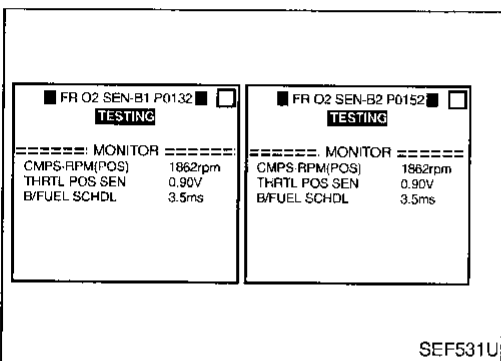 FR O2 SEN-B1 P0132
TESTING
======: MONITOR ======:
CMPS-RPM(POS) 1862rpm
THRTL POS SEN 0.90V
B/FUEL SCHDL 3.5ms
FR O2 SEN-B2 P0152
TESTING
====== MONITOR ======
CMPS-RPM(POS) 1862rpm
THRTL POS SEN 0.90V
B/FUEL SCHDL 3.5ms
SEF531U